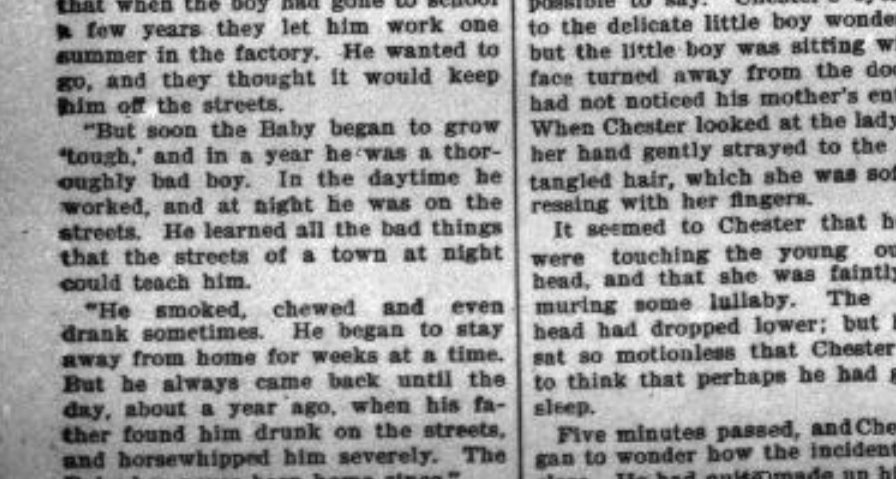 that when the boy had gone to school
a few years they let him work one
summer in the factory. He wanted to
go, and they thought it would keep
him off the streets.
"But soon the Baby began to grow
'tough,' and in a year he was a thor-
oughly bad boy. In the daytime he
worked, and at night he was on the
streets. He learned all the bad things
that the streets of a town at night
could teach him.
"He smoked, chewed and even
drank sometimes. He began to stay
away from home for weeks at a time.
But he always came back until the
day, about a year ago, when his fa-
ther found him drunk on the streets,
and horsewhipped him severely. The
possible to say.
to the delicate little boy wonde
but the little boy was sitting w
face turned away from the do
had not noticed his mother's en
When Chester looked at the lady
her hand gently strayed to the
tangled hair, which she was sof
ressing with her fingers.
It seemed to Chester that h
were touching the young ou
head, and that she was faintl
muring some lullaby. The
head had dropped lower; but
sat so motionless that Chester
to think that perhaps he had
sleep.
Five minutes passed, and Che
gan to wonder how the incident